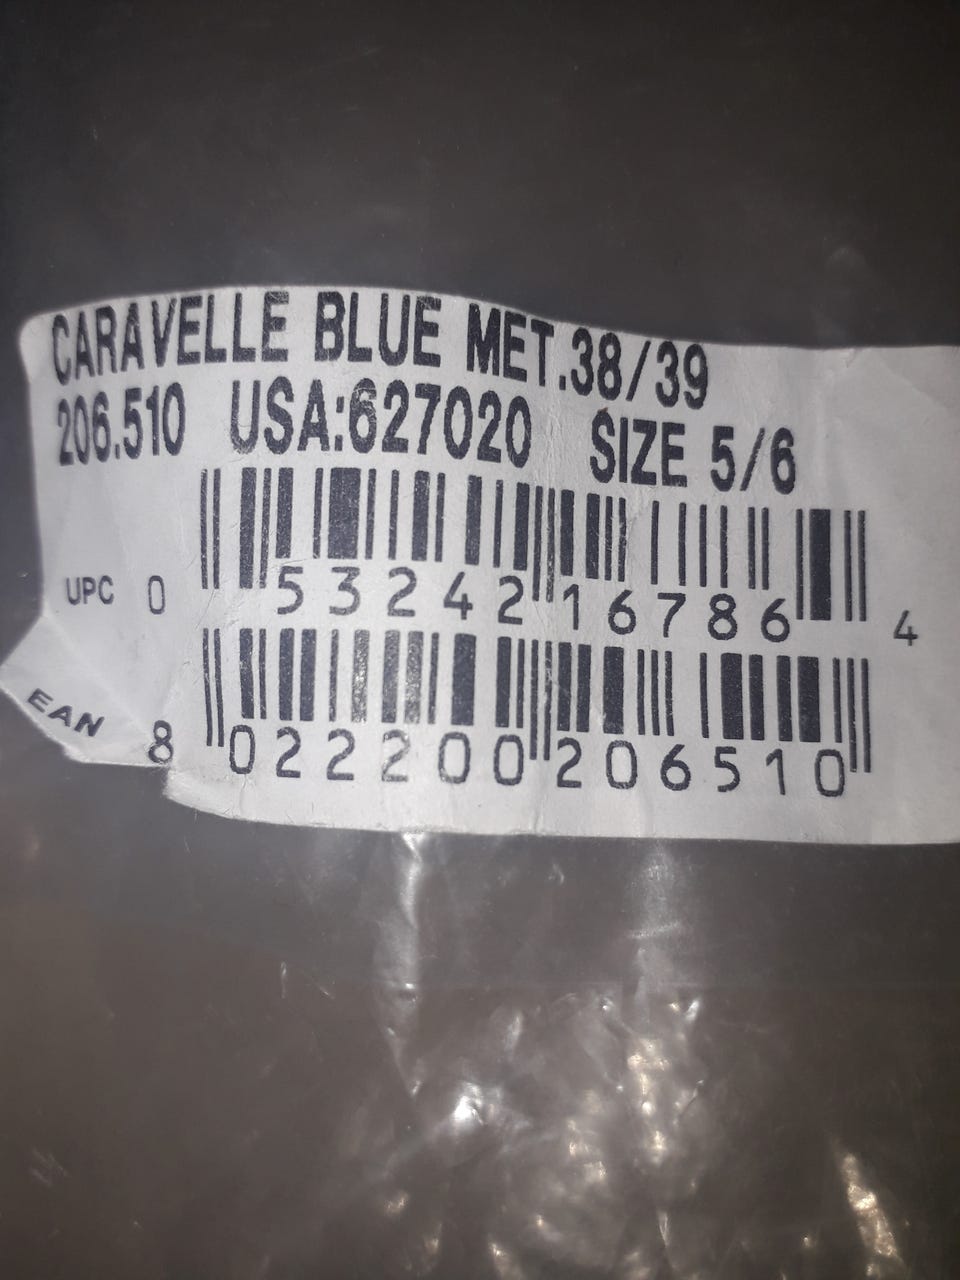 CARAVELLE BLUE MET.38/39
206.510 USA:627020 SIZE 5/6
UPC 0 53242 16786 4
EAN 8 022200 206510